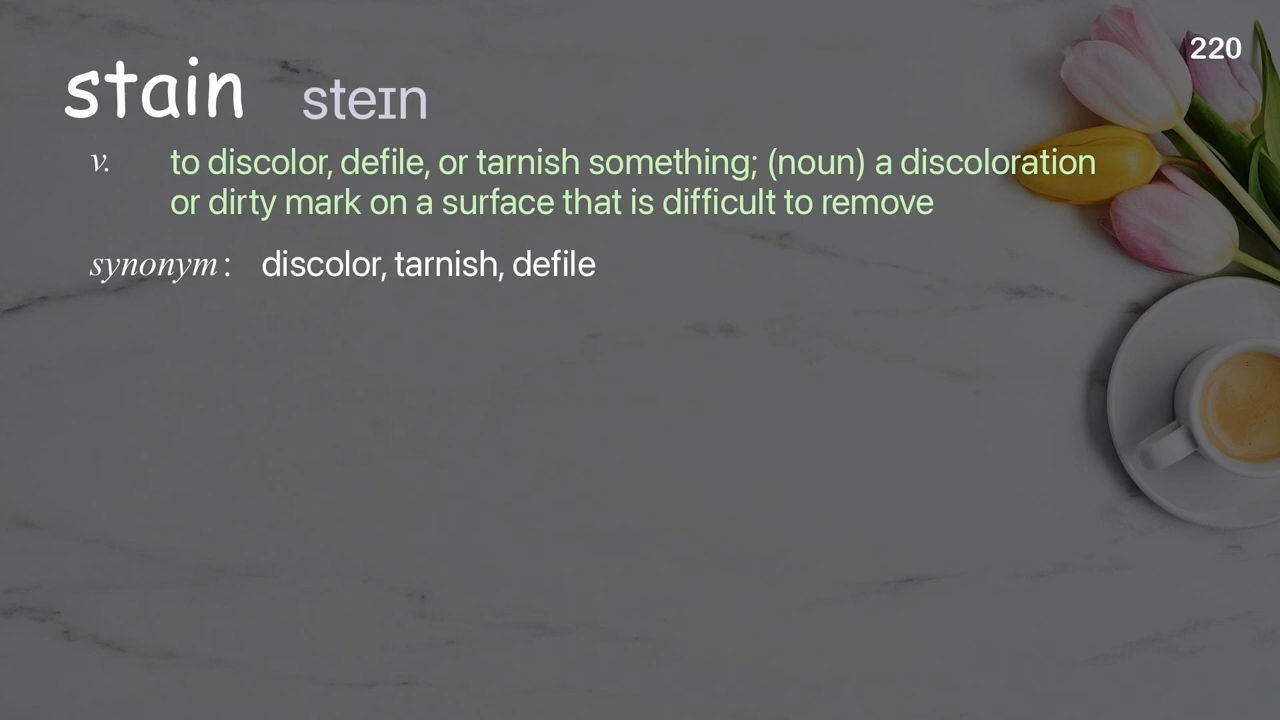 220
stain steɪn
v. to discolor, defile, or tarnish something; (noun) a discoloration
or dirty mark on a surface that is difficult to remove
synonym : discolor, tarnish, defile